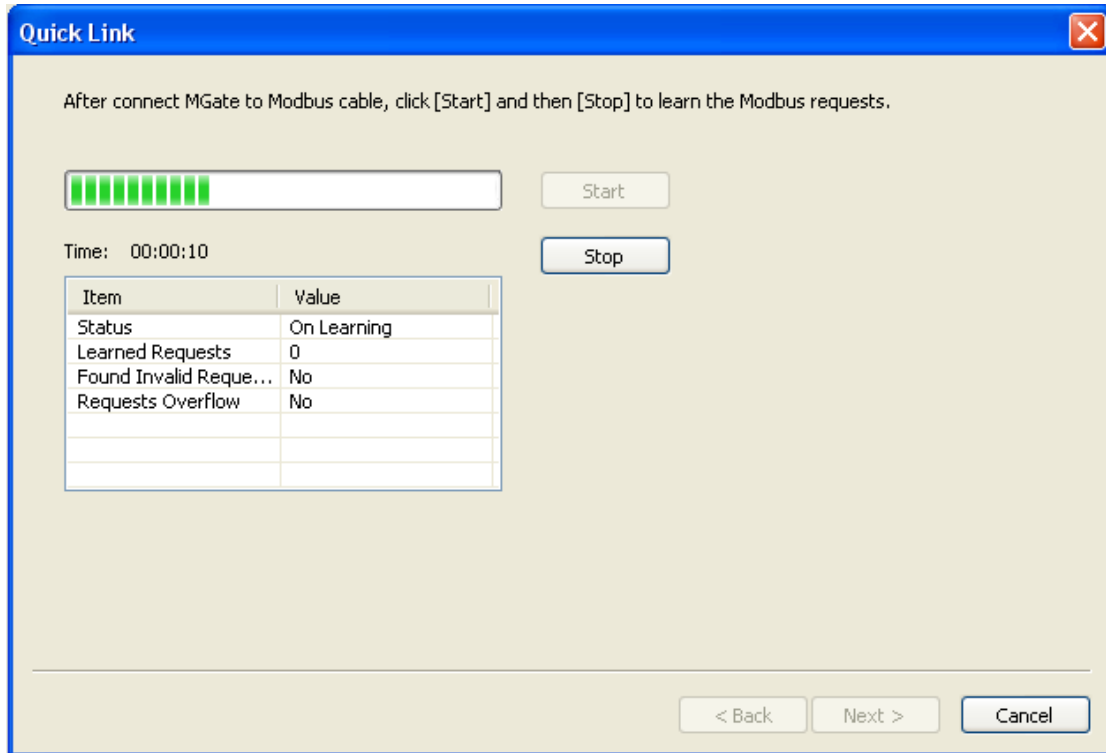 Quick Link
After connect MGate to Modbus cable, click [Start] and then [Stop] to learn the Modbus requests.
Start
Time: 00:00:10
Stop
Item Value
Status On Learning
Learned Requests 0
Found Invalid Reque... No
Requests Overflow No
< Back Next > Cancel